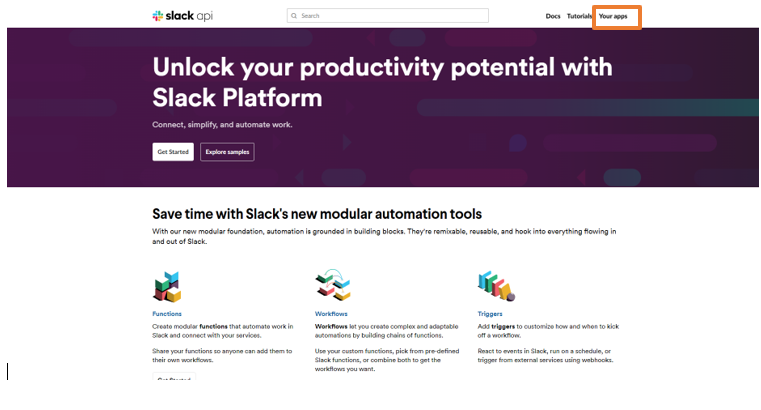 slack api
Search
Docs Tutorials Your apps
Unlock your productivity potential with
Slack Platform
Connect, simplify, and automate work.
Get Started Explore samples
Save time with Slack's new modular automation tools
With our new modular foundation, automation is grounded in building blocks. They're remixable, reusable, and hook into everything flowing in
and out of Slack.
Functions
Create modular functions that automate work in
Slack and connect with your services.
Share your functions so anyone can add them to
their own workflows.
Get Started
Workflows
Workflows let you create complex and adaptable
automations by building chains of functions.
Use your custom functions, pick from pre-defined
Slack functions, or combine both to get the
workflows you want.
Triggers
Add triggers to customize how and when to kick
off a workflow.
React to events in Slack, run on a schedule, or
trigger from external services using webhooks.